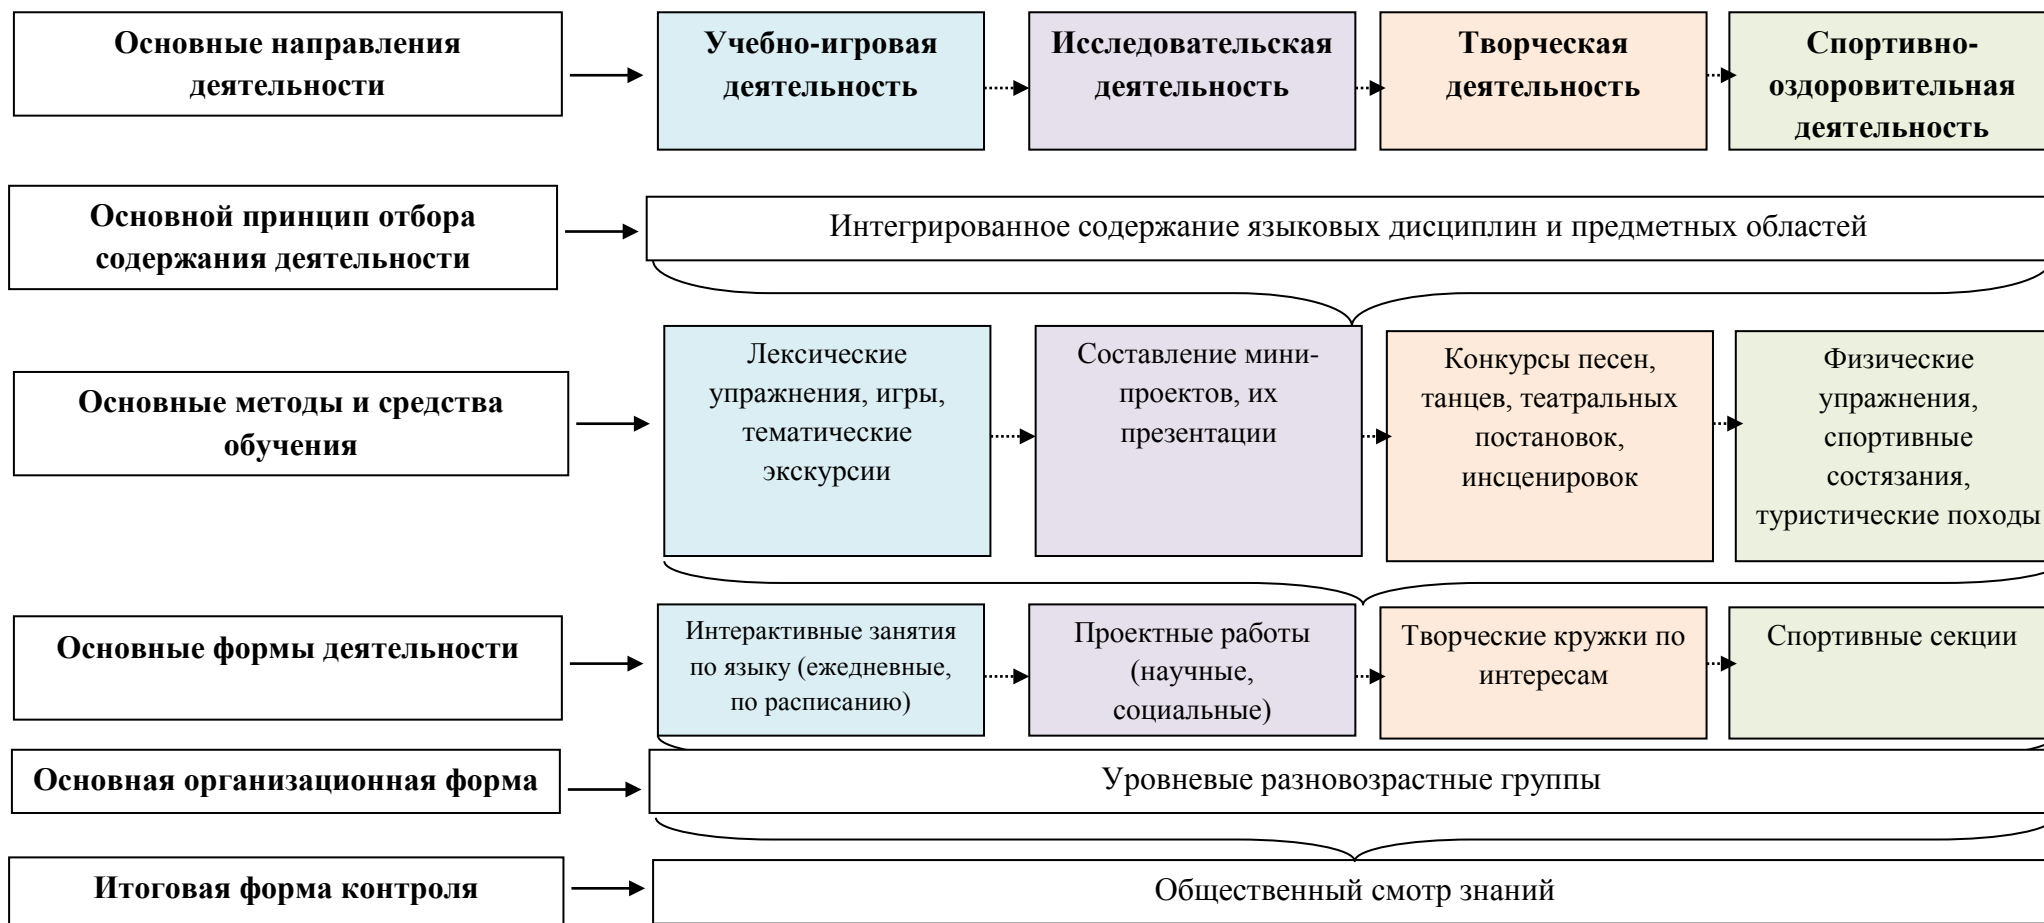 Основные направления
деятельности
Учебно-игровая
деятельность
Исследовательская
деятельность
Творческая
деятельность
Спортивно-
оздоровительная
деятельность
Основной принцип отбора
содержания деятельности
Интегрированное содержание языковых дисциплин и предметных областей
Основные методы и средства
обучения
Лексические
упражнения, игры,
тематические
экскурсии
Составление мини-
проектов, их
презентации
Конкурсы песен,
танцев, театральных
постановок,
инсценировок
Физические
упражнения,
спортивные
состязания,
туристические походы
Основные формы деятельности
Интерактивные занятия
по языку (ежедневные,
по расписанию)
Проектные работы
(научные,
социальные)
Творческие кружки по
интересам
Спортивные секции
Основная организационная форма
Уровневые разновозрастные группы
Итоговая форма контроля
Общественный смотр знаний